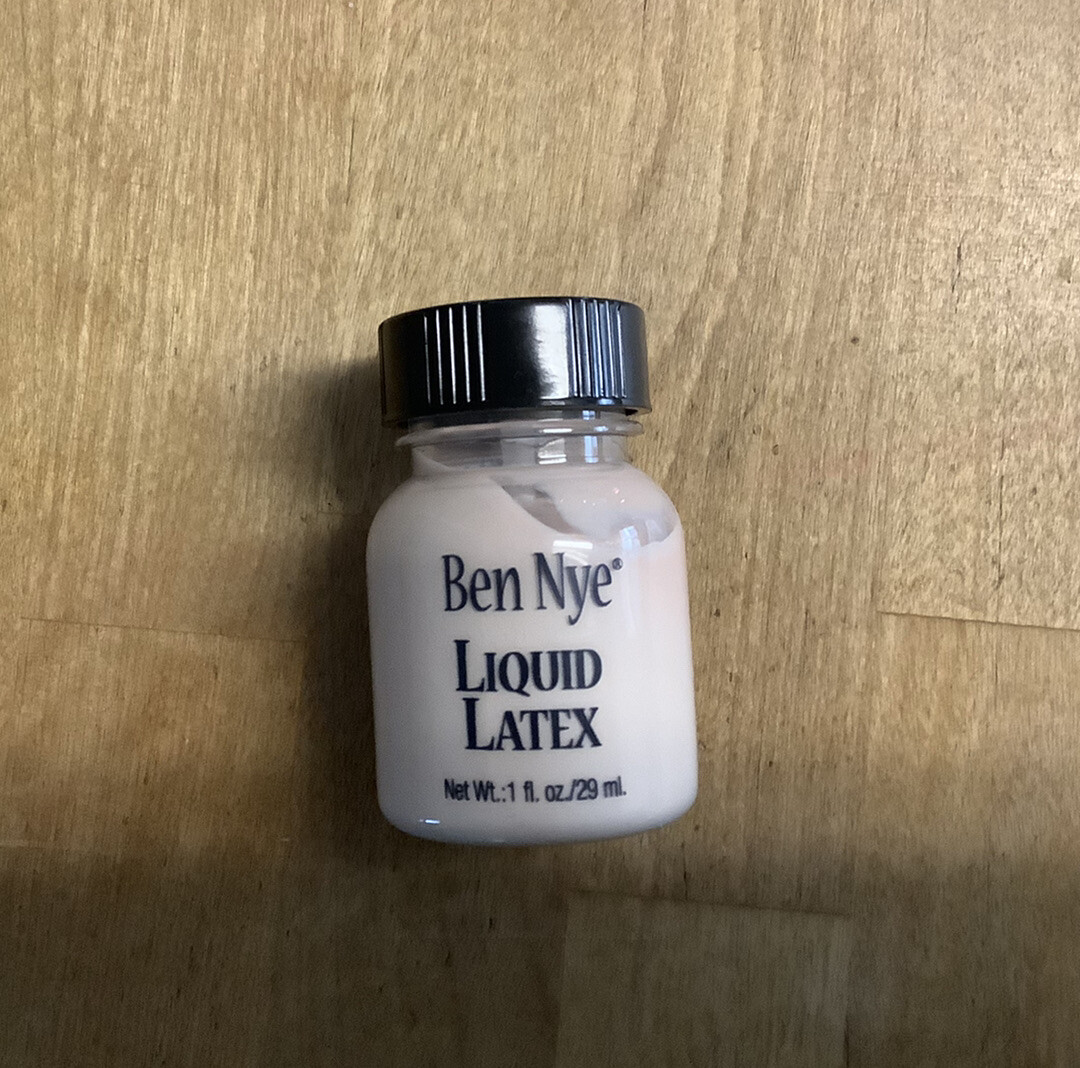 Ben Nye®
LIQUID
LATEX
Net Wt.:1 fl. oz./29 ml.